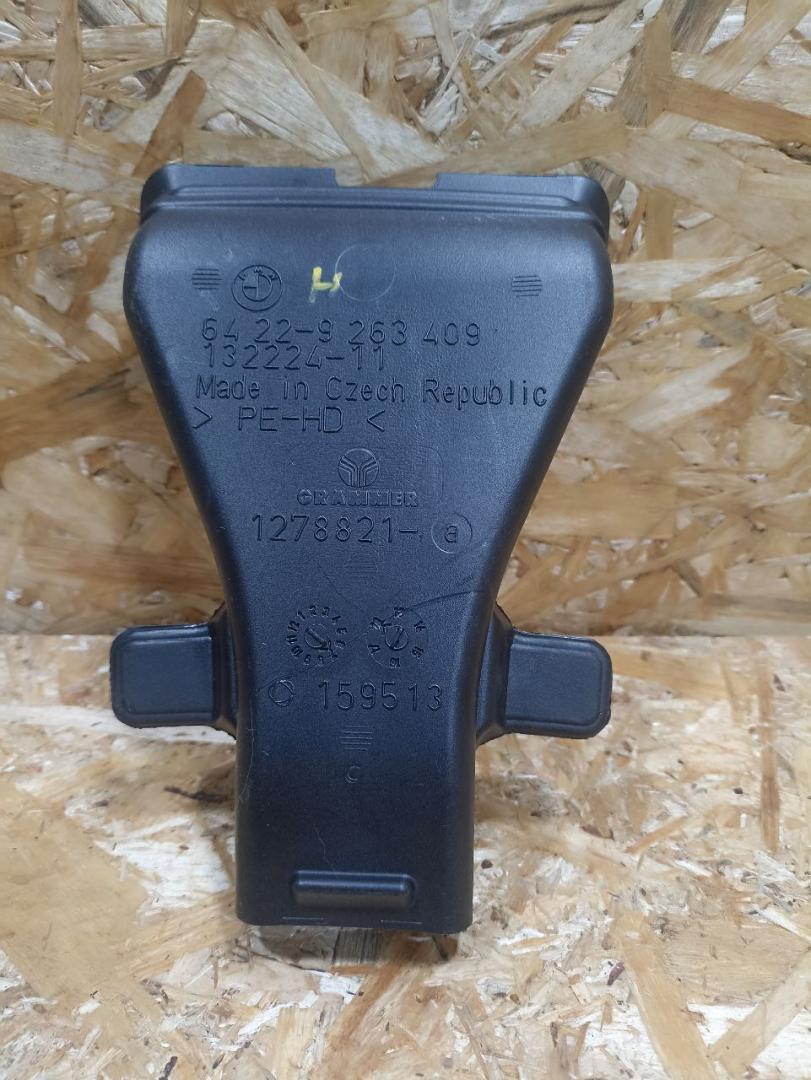 H
64 22-9 263 409
132224-11
Made in Czech Republic
> PE-HD <
GRAMMER
1278821- a
159513
C